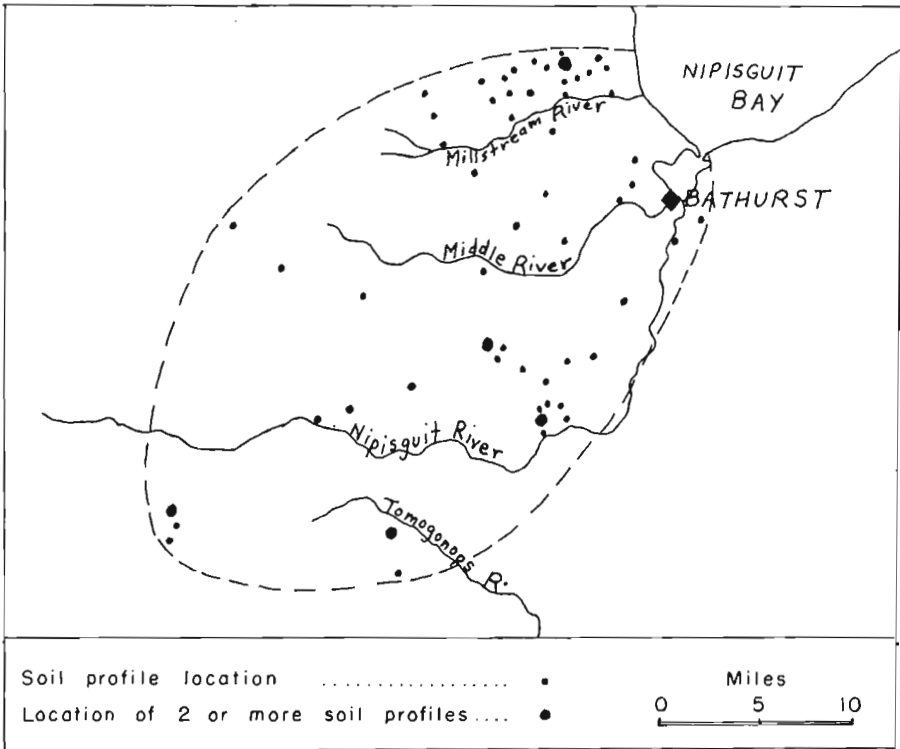 NIPISGUIT
BAY
Millstream River
BATHURST
Middle River
Nipisguit River
Tomogonops R.
Soil profile location ................... •
Location of 2 or more soil profiles.... ●
Miles
0 5 10